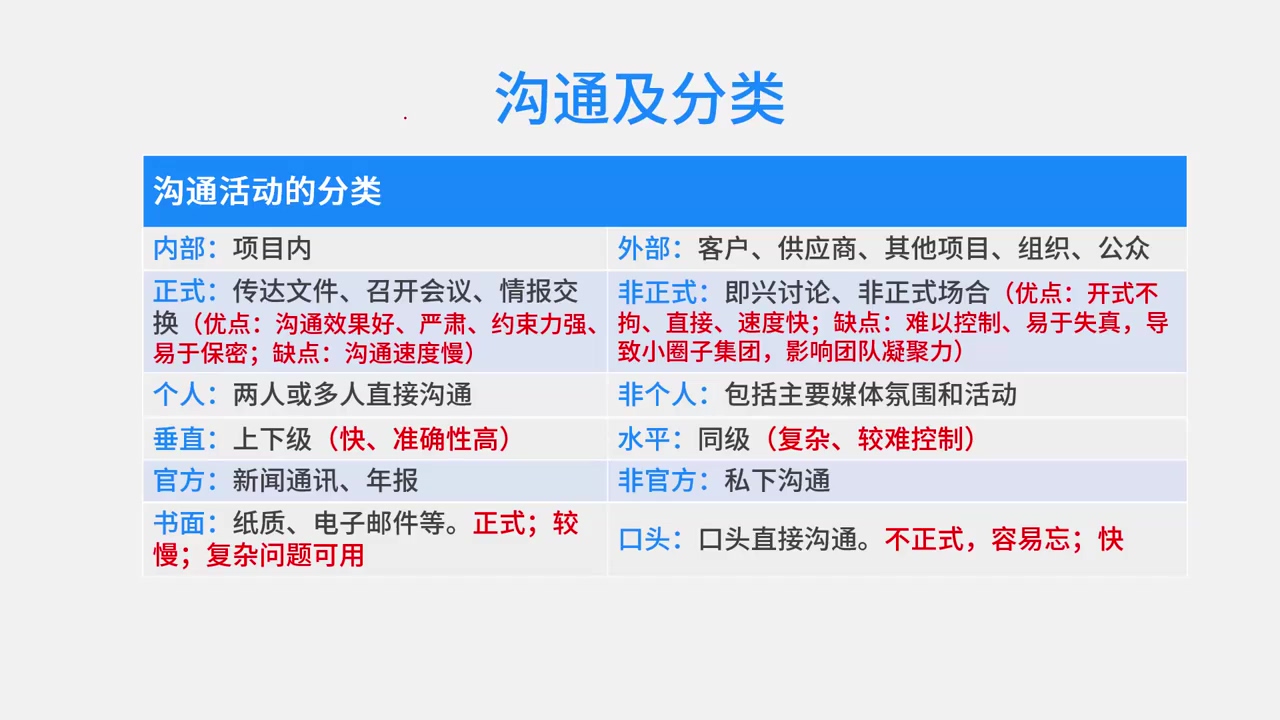 沟通及分类
沟通活动的分类
内部：项目内
外部：客户、供应商、其他项目、组织、公众
正式：传达文件、召开会议、情报交
换（优点：沟通效果好、严肃、约束力强、
易于保密；缺点：沟通速度慢）
非正式：即兴讨论、非正式场合（优点：开式不
拘、直接、速度快；缺点：难以控制、易于失真，导
致小圈子集团，影响团队凝聚力）
个人：两人或多人直接沟通
非个人：包括主要媒体氛围和活动
垂直：上下级（快、准确性高）
水平：同级（复杂、较难控制）
官方：新闻通讯、年报
非官方：私下沟通
书面：纸质、电子邮件等。正式；较
慢；复杂问题可用
口头：口头直接沟通。不正式，容易忘；快